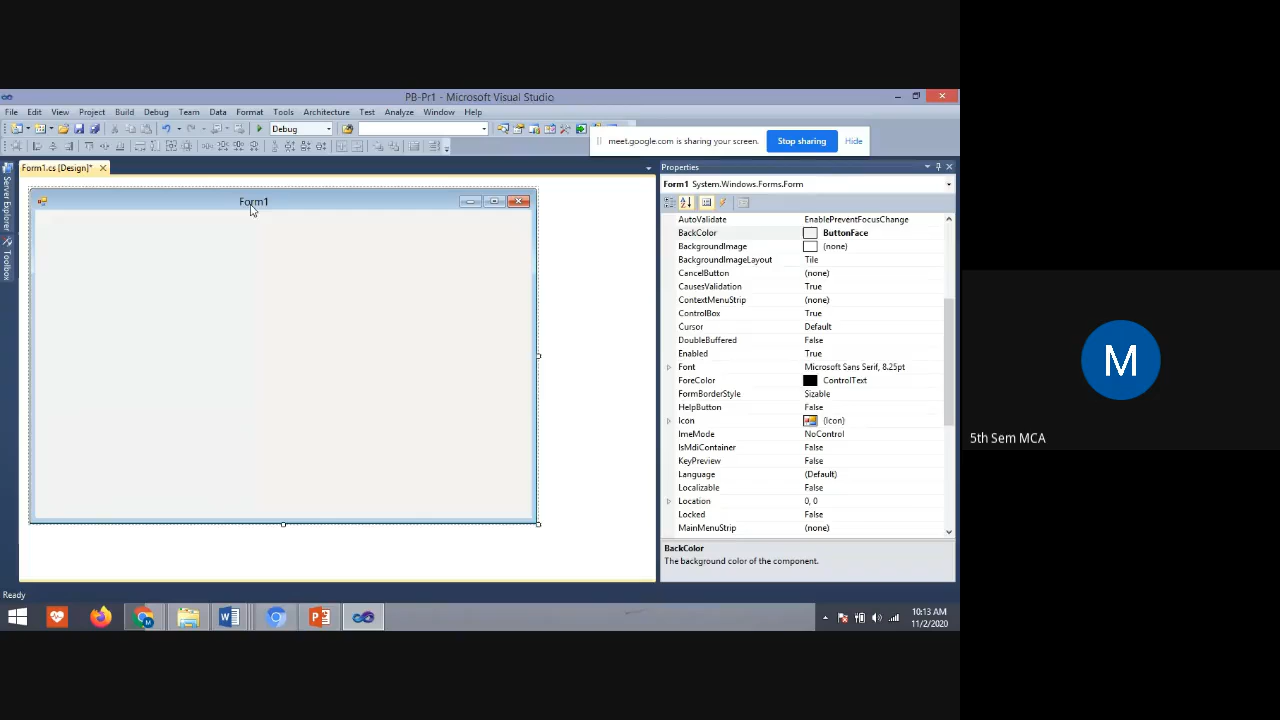 PB-Pr1 - Microsoft Visual Studio
File Edit View Project Build Debug Team Data Format Tools Architecture Test Analyze Window Help
Debug
meet.google.com is sharing your screen. Stop sharing Hide
Form1.cs [Design]*
Properties
Server Explorer
Toolbox
Form1
Form1 System.Windows.Forms.Form
AutoValidate EnablePreventFocusChange
BackColor ButtonFace
BackgroundImage (none)
BackgroundImageLayout Tile
CancelButton (none)
CausesValidation True
ContextMenuStrip (none)
ControlBox True
Cursor Default
DoubleBuffered False
Enabled True
Font Microsoft Sans Serif, 8.25pt
ForeColor ControlText
FormBorderStyle Sizable
HelpButton False
Icon (Icon)
ImeMode NoControl
IsMdiContainer False
KeyPreview False
Language (Default)
Localizable False
Location 0, 0
Locked False
MainMenuStrip (none)
BackColor
The background color of the component.
Ready
10:13 AM
11/2/2020
M
5th Sem MCA